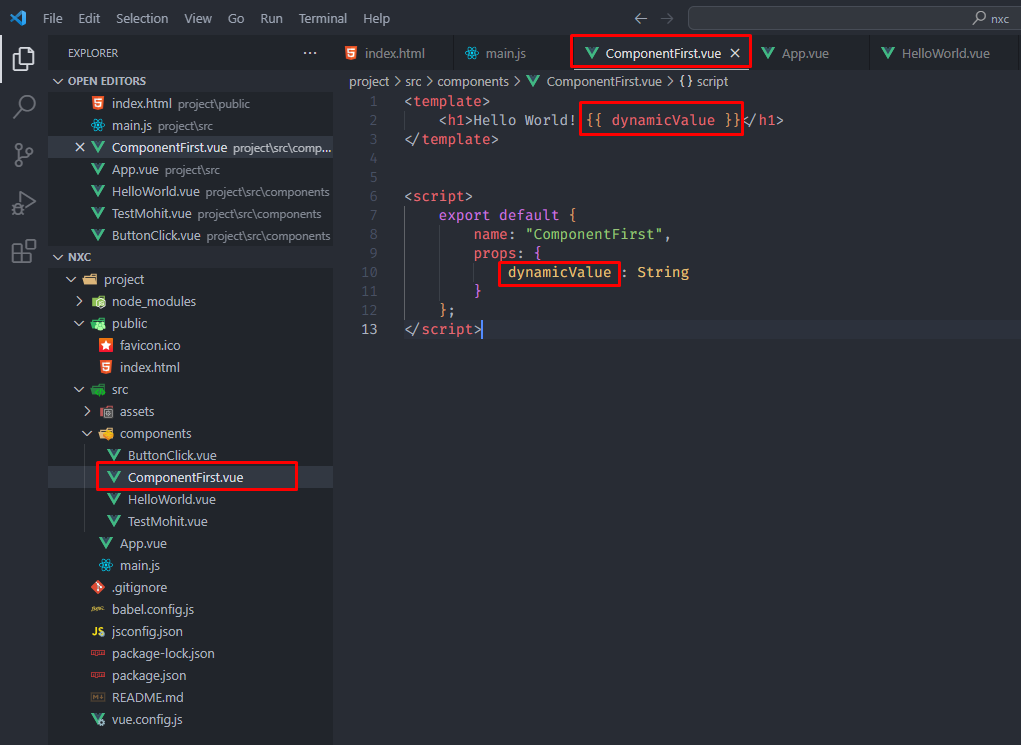 File Edit Selection View Go Run Terminal Help
nxc
EXPLORER
index.html
main.js
ComponentFirst.vue
App.vue
HelloWorld.vue
OPEN EDITORS
index.html project\public
main.js project\src
ComponentFirst.vue project\src\comp...
App.vue project\src
HelloWorld.vue project\src\components
TestMohit.vue project\src\components
ButtonClick.vue project\src\components
NXC
project
node_modules
public
favicon.ico
index.html
src
assets
components
ButtonClick.vue
ComponentFirst.vue
HelloWorld.vue
TestMohit.vue
App.vue
main.js
.gitignore
babel.config.js
JS jsconfig.json
package-lock.json
package.json
README.md
vue.config.js
project > src > components > ComponentFirst.vue > {} script
1 <template>
2 <h1>Hello World! {{ dynamicValue }}</h1>
3 </template>
4
5
6 <script>
7 export default {
8 name: "ComponentFirst",
9 props: {
10 dynamicValue : String
11 }
12 };
13 </script>